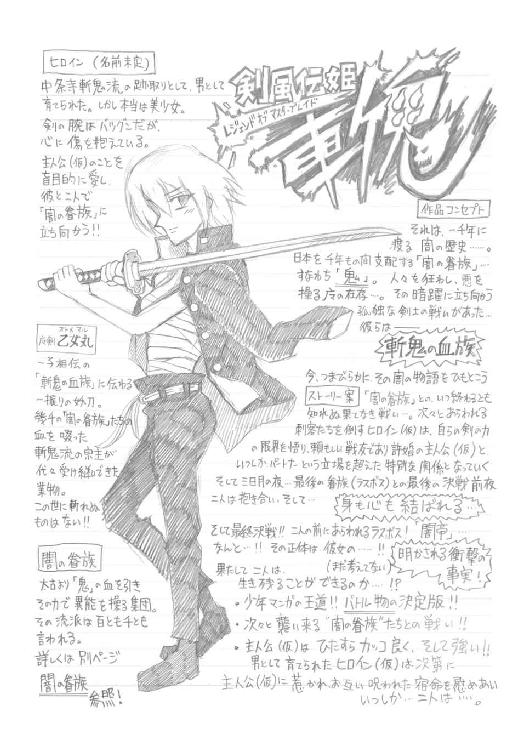 剣風伝姫
レジェンド オブ マスター・ブレイド
斬魄
ヒロイン(名前未定)
中条寺斬鬼流の跡取りとして、男として
育てられた。しかし本当は美少女。
剣の腕はバツグンだが、
心に傷を抱えている。
主人公(仮)のことを
盲目的に愛し、
彼と二人で
「闇の眷族」に
立ち向かう!!
作品コンセプト
それは、一千年に
渡る 闇の歴史……。
日本を千年もの間支配する「闇の眷族」…
すなわち「鬼」。 人々を狂わし、悪を
操る 存在…。 その暗躍に立ち向かう
孤独な剣士の戦いがあった…
彼らは
斬鬼の血族
今、つまびらかに、その闇の物語をひもとこう
妖剣 乙女丸
オトメマル
一子相伝の
「斬鬼の血族」に伝わる
一振りの妙刀。
幾千の「闇の眷族」たちの
血を啜った
斬鬼流の宗主が
代々受け継いできた
業物。
この世に斬れぬ
ものはない!!
ストーリー案
「闇の眷族」との、いつ終わるとも
知れぬ果てなき戦い…。次々とあらわれる
刺客たちを倒すヒロイン(仮)は、自らの剣の力
の限界を悟り、頼もしい戦友であり許婚の主人公(仮)と
いつしかパートナーという立場を超えた特別な関係となっていく
そして三日月の夜…最後の眷族(ラスボス)との最後の決戦前夜
二人は抱き合い、そして…
身も心も結ばれる…
そして最終決戦!! 二人の前にあらわれるラスボス!「闇帝」……
なんと…!! その正体は 彼女の……!!
(まだ考えてない)
明かされる衝撃の
事実!
果たして二人は、
生き残ることができるのか……!?
闇の眷族
太古より「鬼」の血を引き
その力で異能を操る集団。
その流派は百とも千とも
言われる。
詳しくは別ページ
闇の眷族
参照!
・少年マンガの王道!! バトル物の決定版!!
・次々と襲い来る"闇の眷族"たちとの戦い!!
・主人公(仮)はひたすらカッコ良く、そして強い!!
男として育てられたヒロイン(仮)は次第に
主人公(仮)に惹かれ、お互い呪われた宿命を慰めあい
いつしか…二人は……。